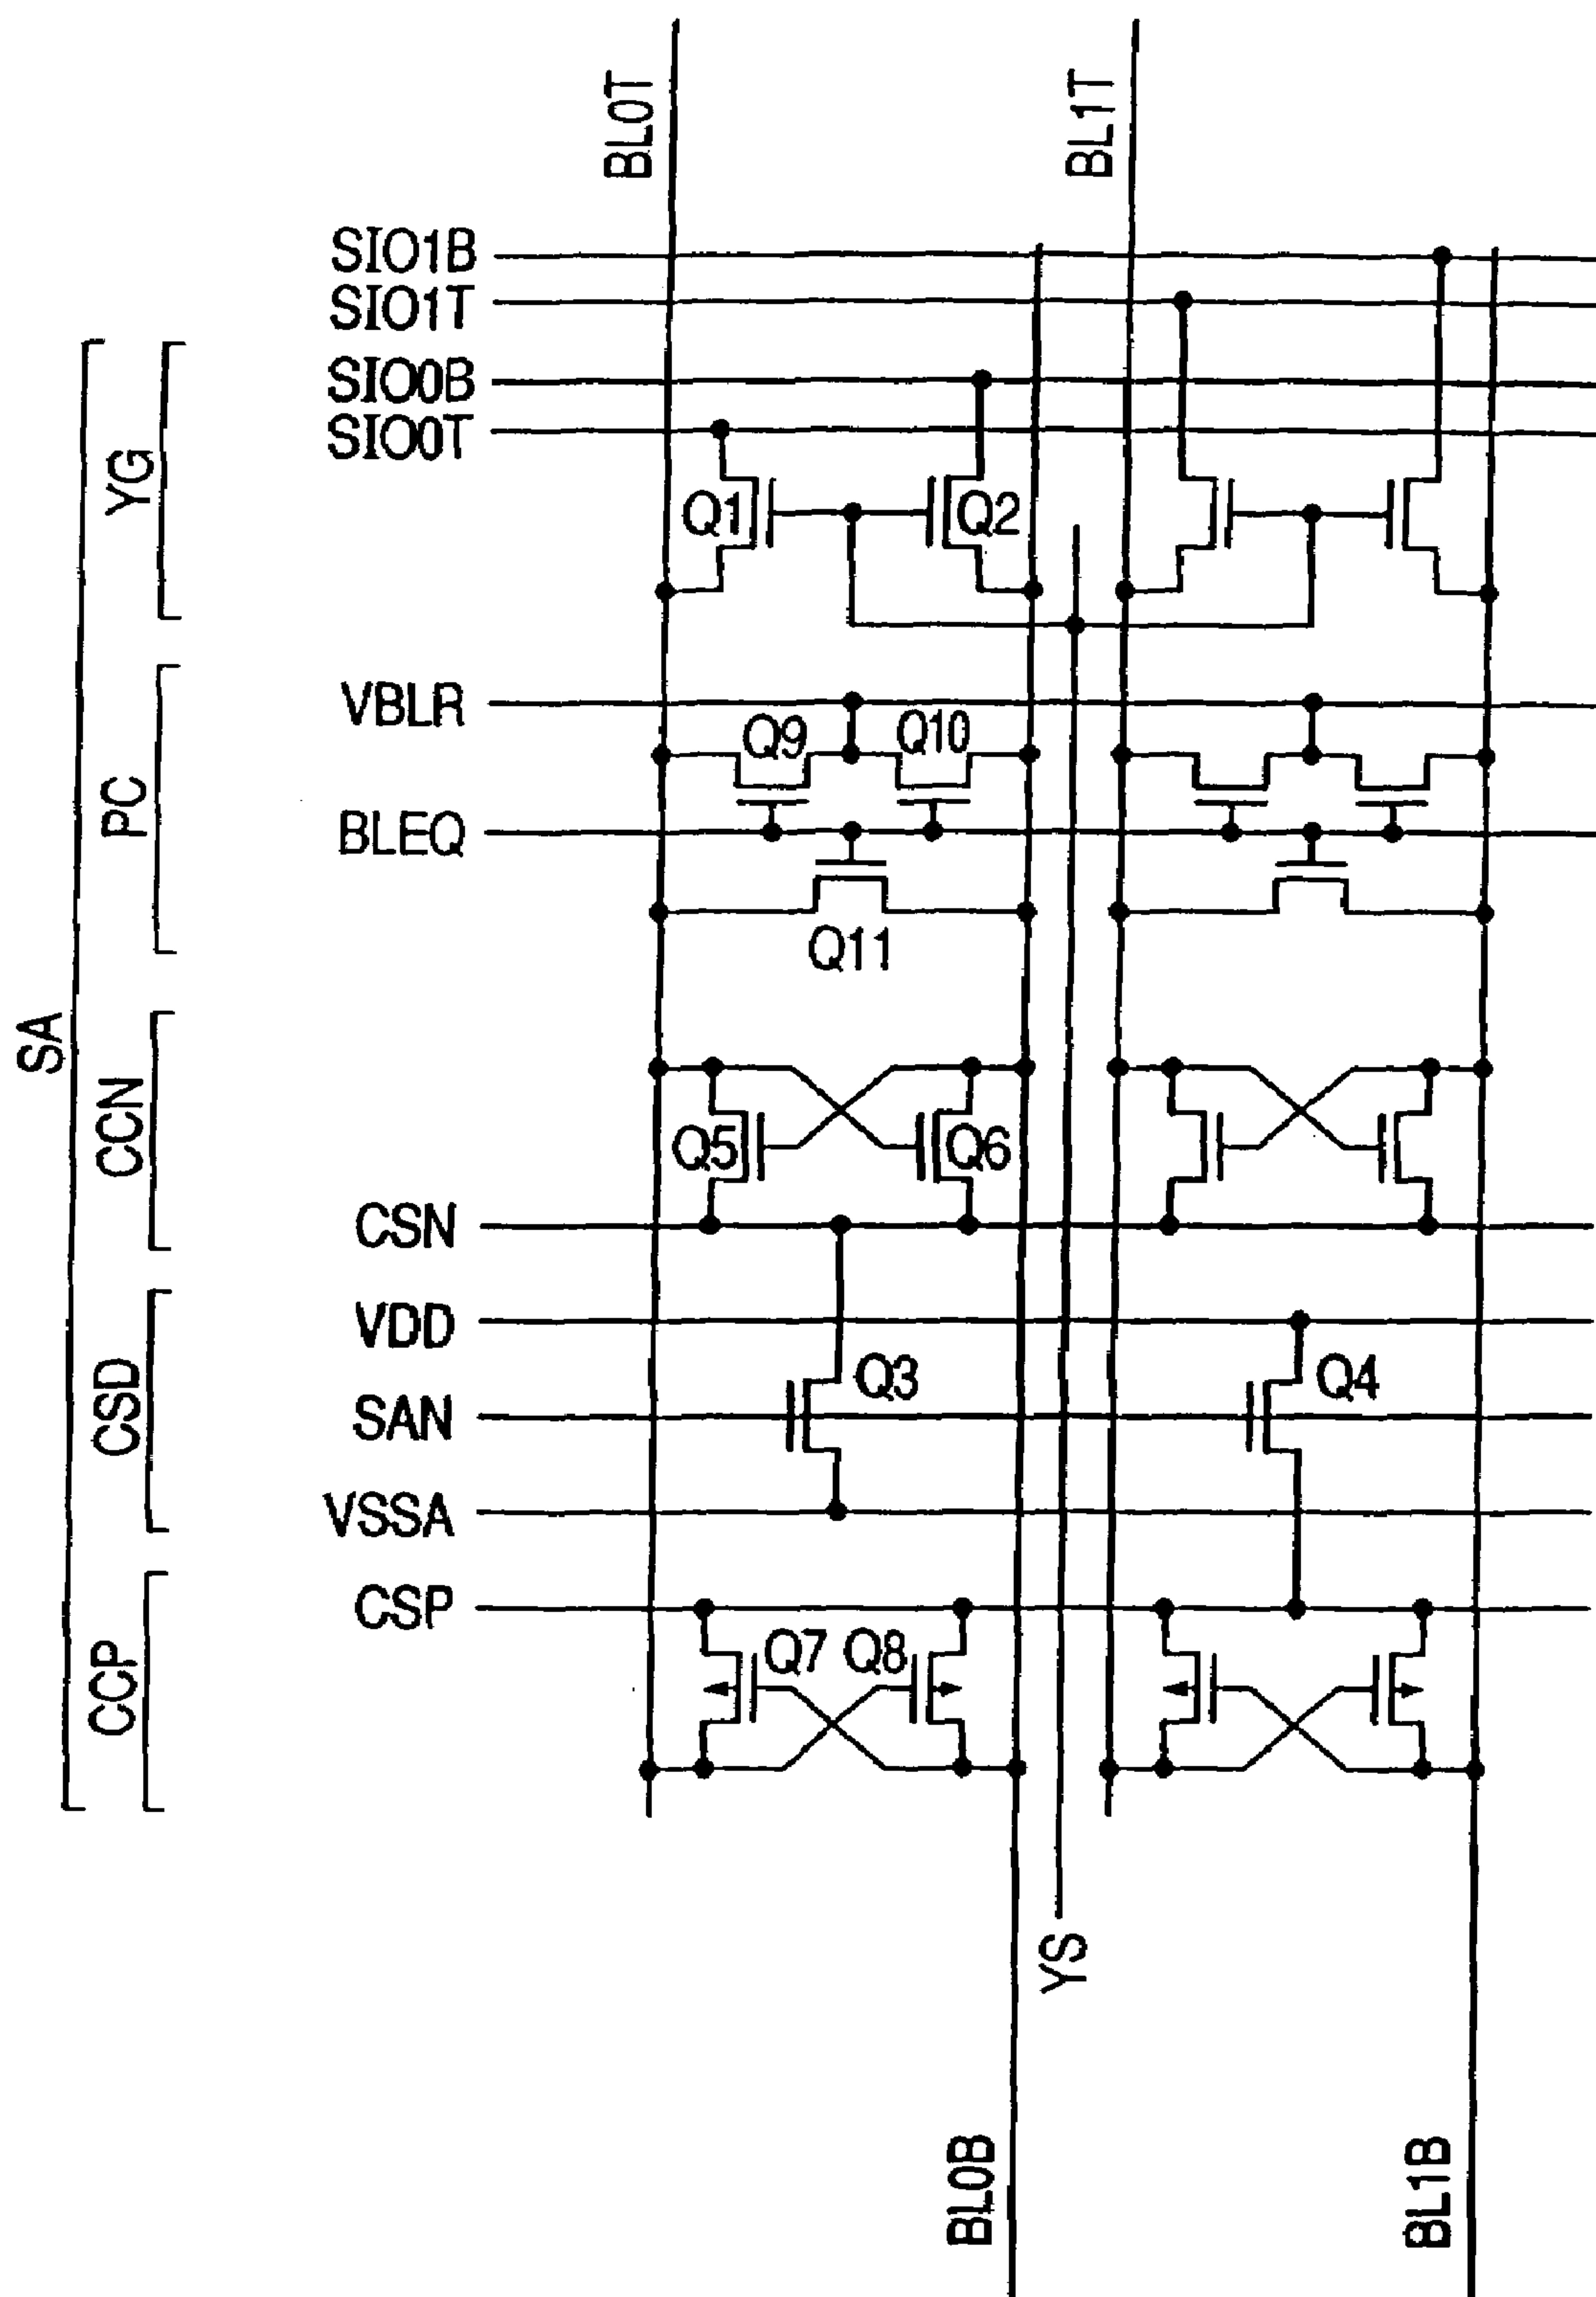 BL0T
BL1T
SIO1B
SIO1T
SIO0B
SIO0T
YG
Q1
Q2
VBLR
Q9
Q10
PC
BLEQ
Q11
SA
CCN
Q5
Q6
CSN
VDD
CSD
Q3
Q4
SAN
VSSA
CSP
CCP
Q7
Q8
YS
BL0B
BL1B